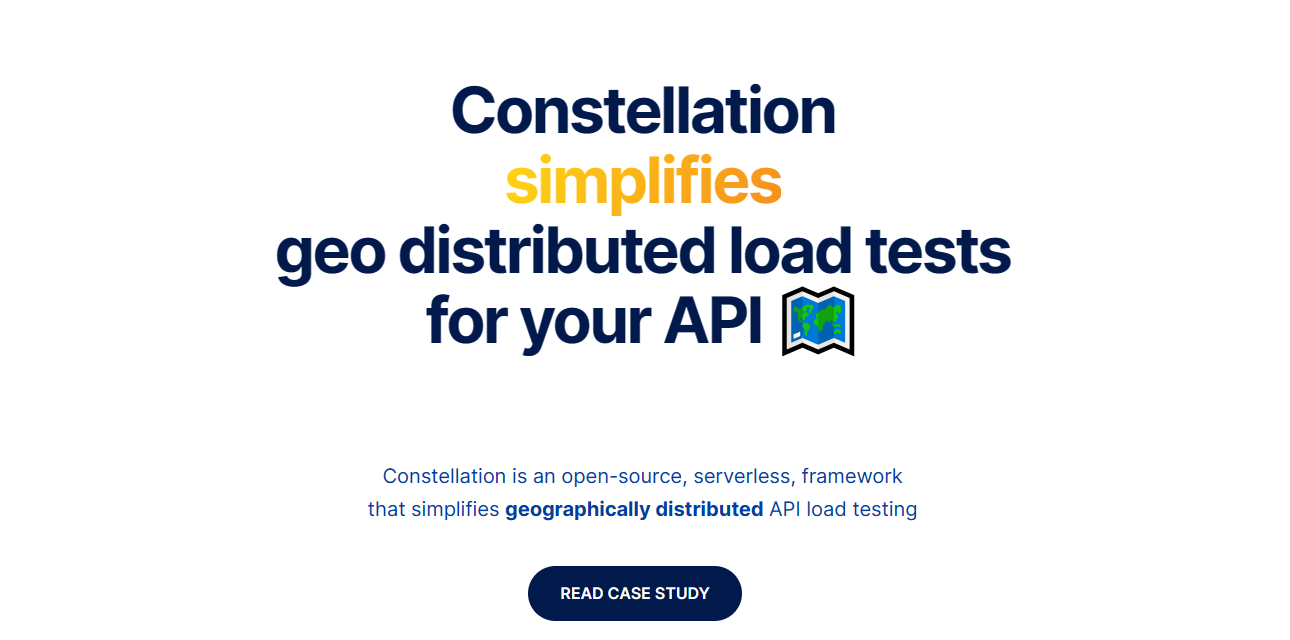 Constellation
simplifies
geo distributed load tests
for your API
Constellation is an open-source, serverless, framework
that simplifies geographically distributed API load testing
READ CASE STUDY